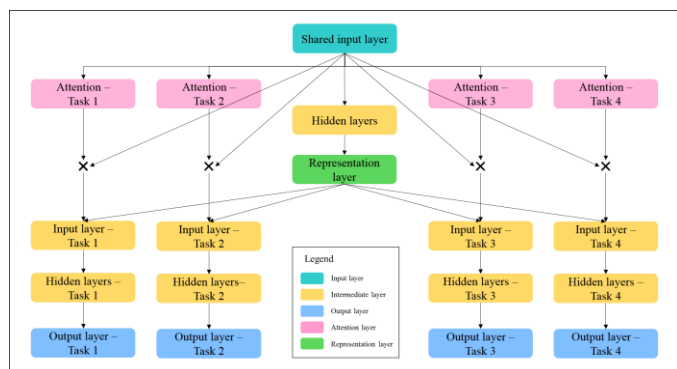 Shared input layer
Attention –
Task 1
Attention –
Task 2
Attention –
Task 3
Attention –
Task 4
Hidden layers
Representation
layer
Input layer –
Task 1
Input layer –
Task 2
Input layer –
Task 3
Input layer –
Task 4
Hidden layers –
Task 1
Hidden layers–
Task 2
Hidden layers –
Task 3
Hidden layers –
Task 4
Output layer –
Task 1
Output layer –
Task 2
Output layer –
Task 3
Output layer –
Task 4
Legend
Input layer
Intermediate layer
Output layer
Attention layer
Representation layer